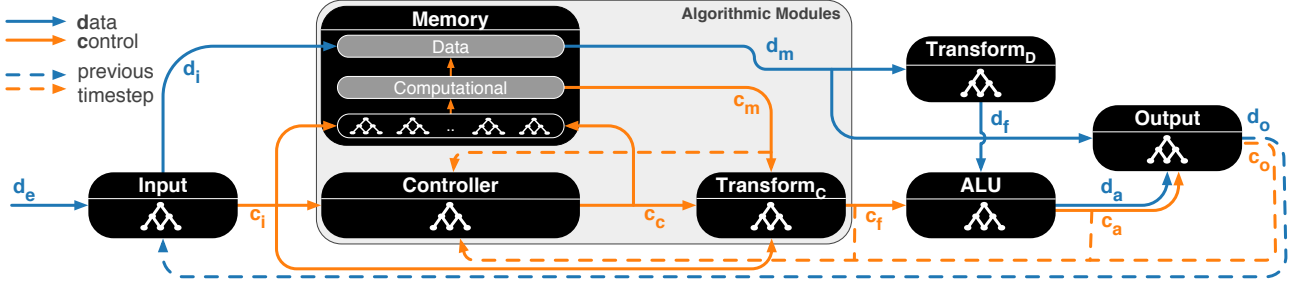 data
control
previous
timestep
Algorithmic Modules
Memory
Data
Computational
..
d_i
d_m
c_m
Transform_D
d_f
Output
d_o
c_o
d_e
Input
c_i
Controller
c_c
Transform_C
c_f
ALU
d_a
c_a